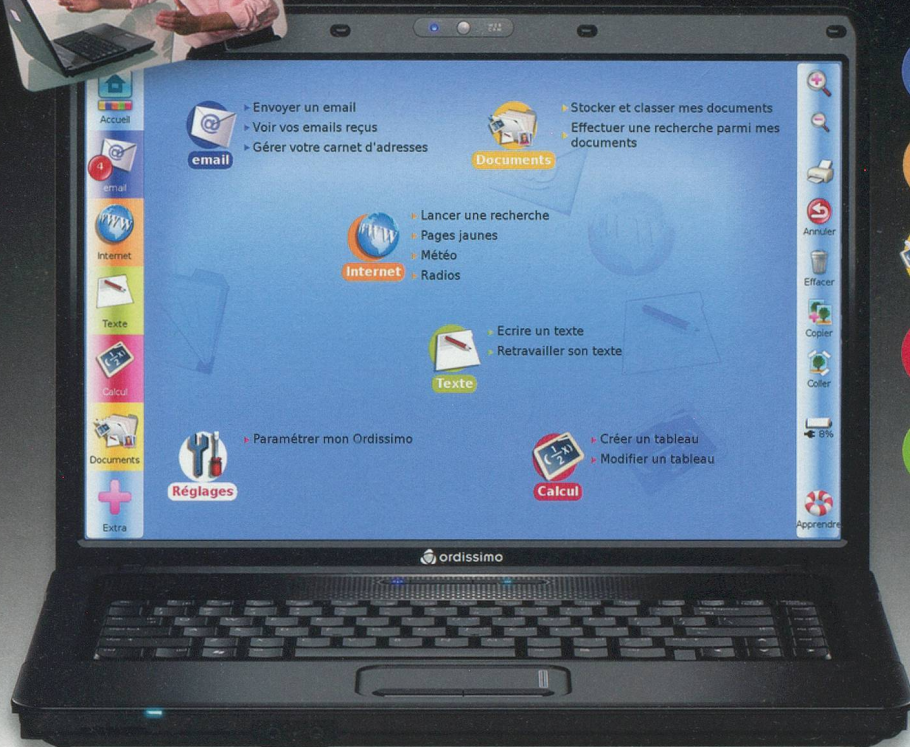 Accueil
4
email
Internet
Texte
Calcul
Documents
Extra
email
Envoyer un email
Voir vos emails reçus
Gérer votre carnet d'adresses
Documents
Stocker et classer mes documents
Effectuer une recherche parmi mes
documents
Internet
Lancer une recherche
Pages jaunes
Météo
Radios
Texte
Ecrire un texte
Retravailler son texte
Réglages
Paramétrer mon Ordissimo
Calcul
Créer un tableau
Modifier un tableau
Annuler
Effacer
Copier
Coller
8%
Apprendre
ordissimo